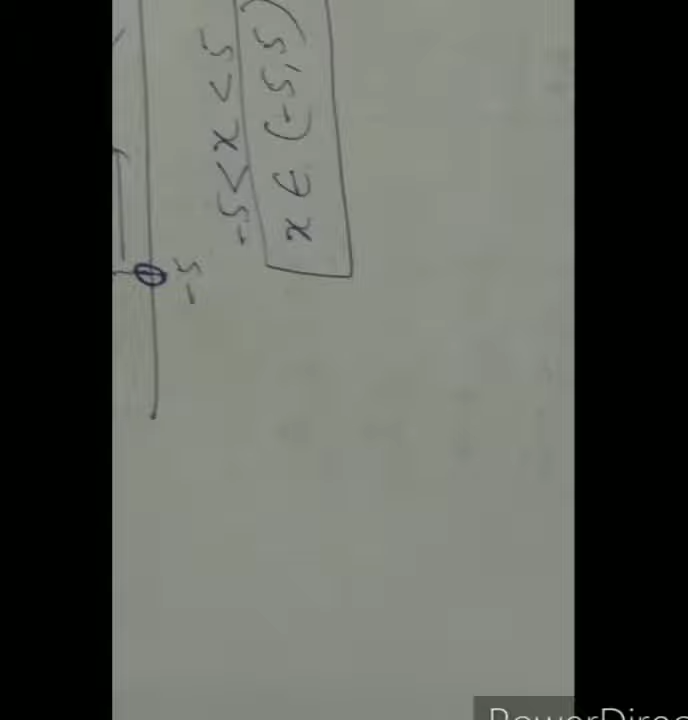 -5
-5 < x < 5
x ∈ (-5, 5)